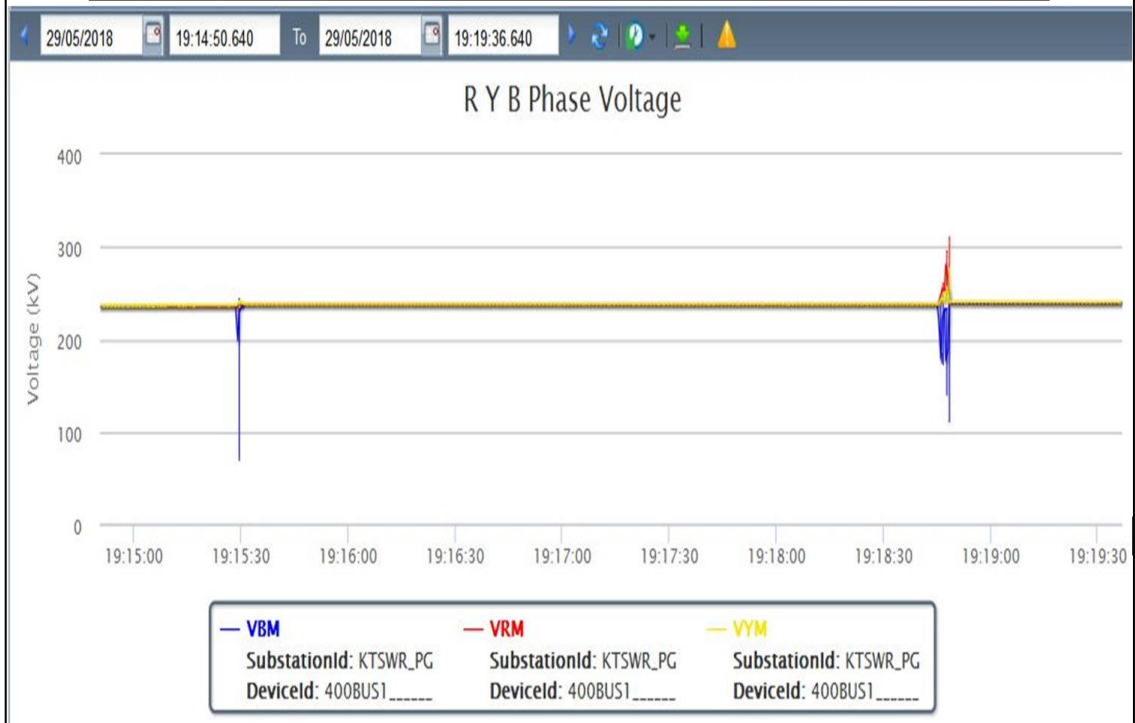 29/05/2018 19:14:50.640 To 29/05/2018 19:19:36.640
R Y B Phase Voltage
Voltage (kV)
400
300
200
100
0
19:15:00 19:15:30 19:16:00 19:16:30 19:17:00 19:17:30 19:18:00 19:18:30 19:19:00 19:19:30
VBM VRM VYM
SubstationId: KTSWR_PG SubstationId: KTSWR_PG SubstationId: KTSWR_PG
DeviceId: 400BUS1______ DeviceId: 400BUS1______ DeviceId: 400BUS1______